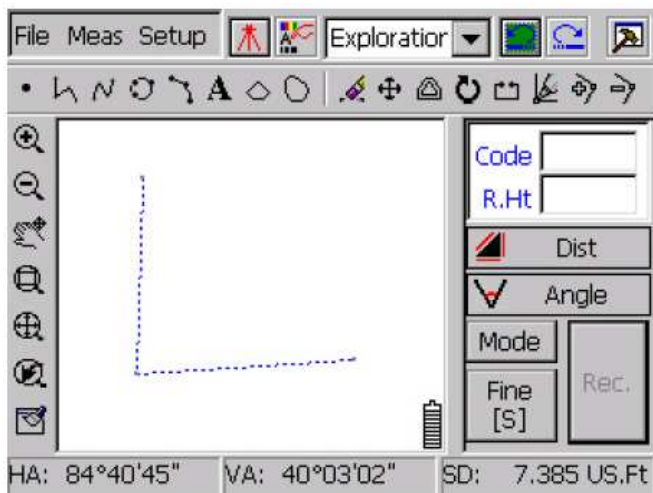 File Meas Setup Exploration
A
Code
R.Ht
Dist
Angle
Mode
Fine
[S]
Rec.
HA: 84°40'45" VA: 40°03'02" SD: 7.385 US.Ft